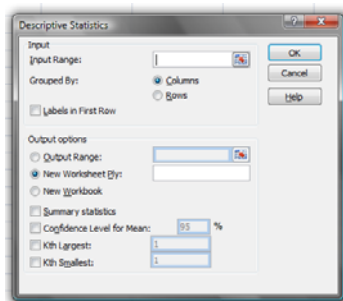 Descriptive Statistics
Input
Input Range:
Grouped By:
Columns
Rows
Labels in First Row
Output options
Output Range:
New Worksheet Ply:
New Workbook
Summary statistics
Confidence Level for Mean: 95 %
Kth Largest: 1
Kth Smallest: 1
OK
Cancel
Help